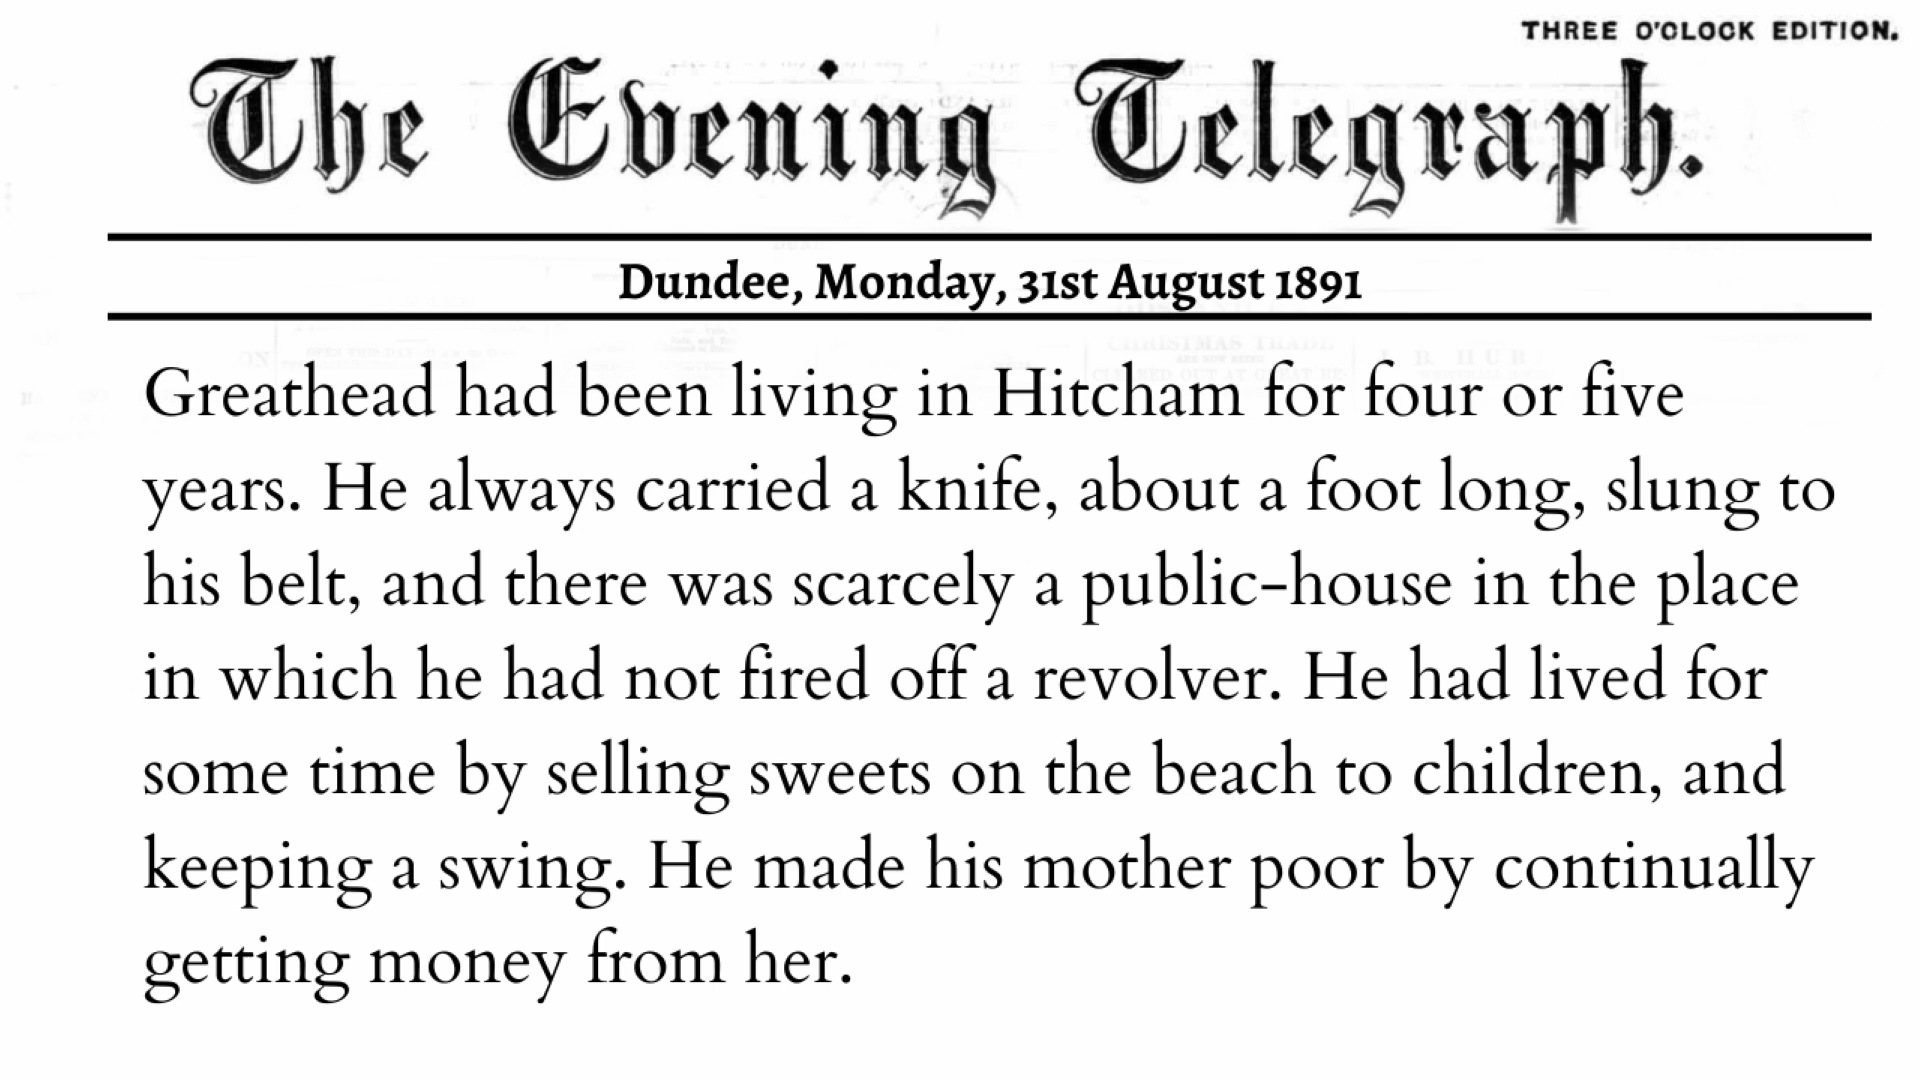 THREE O'CLOCK EDITION.
The Evening Telegraph.
Dundee, Monday, 31st August 1891
Greathead had been living in Hitcham for four or five
years. He always carried a knife, about a foot long, slung to
his belt, and there was scarcely a public-house in the place
in which he had not fired off a revolver. He had lived for
some time by selling sweets on the beach to children, and
keeping a swing. He made his mother poor by continually
getting money from her.